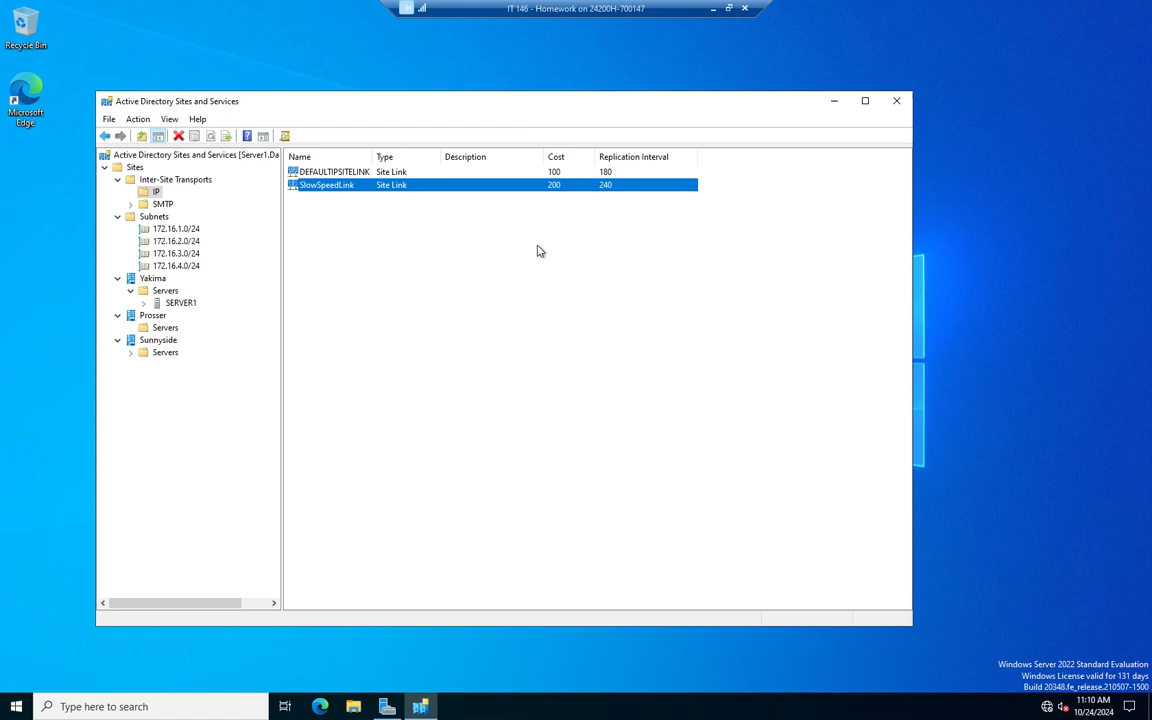 IT 146 - Homework on 24200H-700147
Recycle Bin
Microsoft
Edge
Active Directory Sites and Services
File Action View Help
Active Directory Sites and Services [Server1.Da
Sites
Inter-Site Transports
IP
SMTP
Subnets
172.16.1.0/24
172.16.2.0/24
172.16.3.0/24
172.16.4.0/24
Yakima
Servers
SERVER1
Prosser
Servers
Sunnyside
Servers
Name Type Description Cost Replication Interval
DEFAULTIPSITELINK Site Link 100 180
SlowSpeedLink Site Link 200 240
Windows Server 2022 Standard Evaluation
Windows License valid for 131 days
Build 20348.fe_release.210507-1500
Type here to search
11:10 AM
10/24/2024